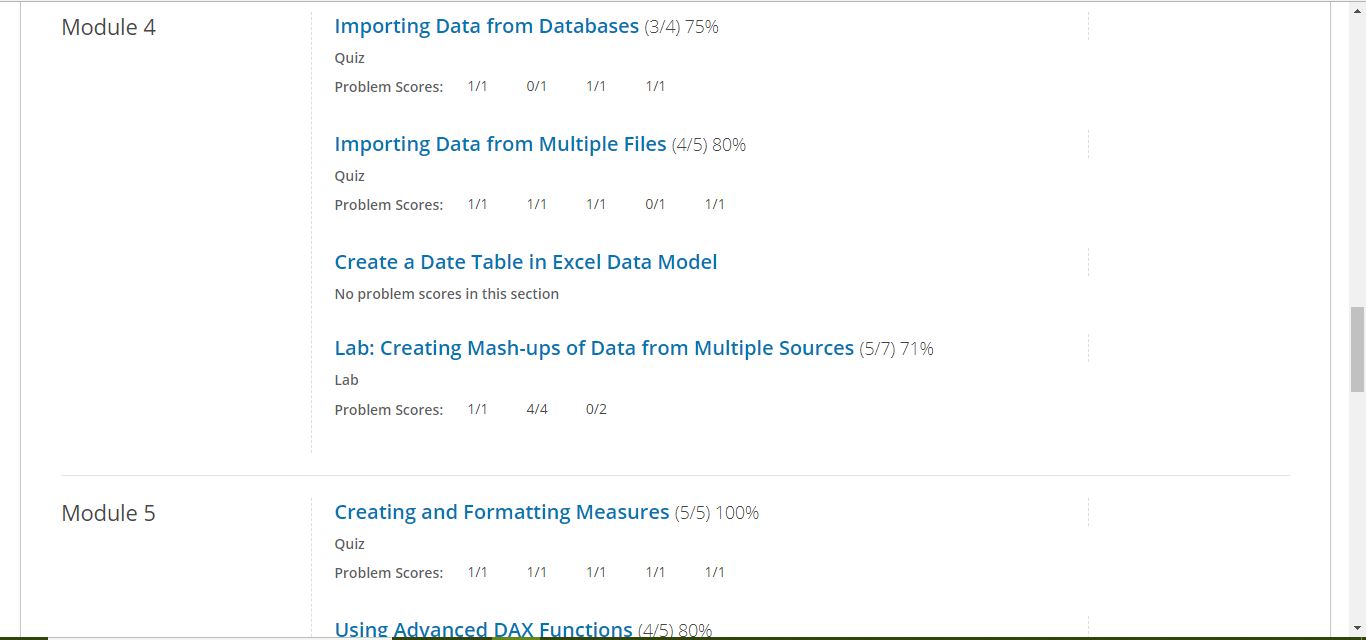 Module 4
Importing Data from Databases (3/4) 75%
Quiz
Problem Scores: 1/1 0/1 1/1 1/1
Importing Data from Multiple Files (4/5) 80%
Quiz
Problem Scores: 1/1 1/1 1/1 0/1 1/1
Create a Date Table in Excel Data Model
No problem scores in this section
Lab: Creating Mash-ups of Data from Multiple Sources (5/7) 71%
Lab
Problem Scores: 1/1 4/4 0/2
Module 5
Creating and Formatting Measures (5/5) 100%
Quiz
Problem Scores: 1/1 1/1 1/1 1/1 1/1
Using Advanced DAX Functions (4/5) 80%